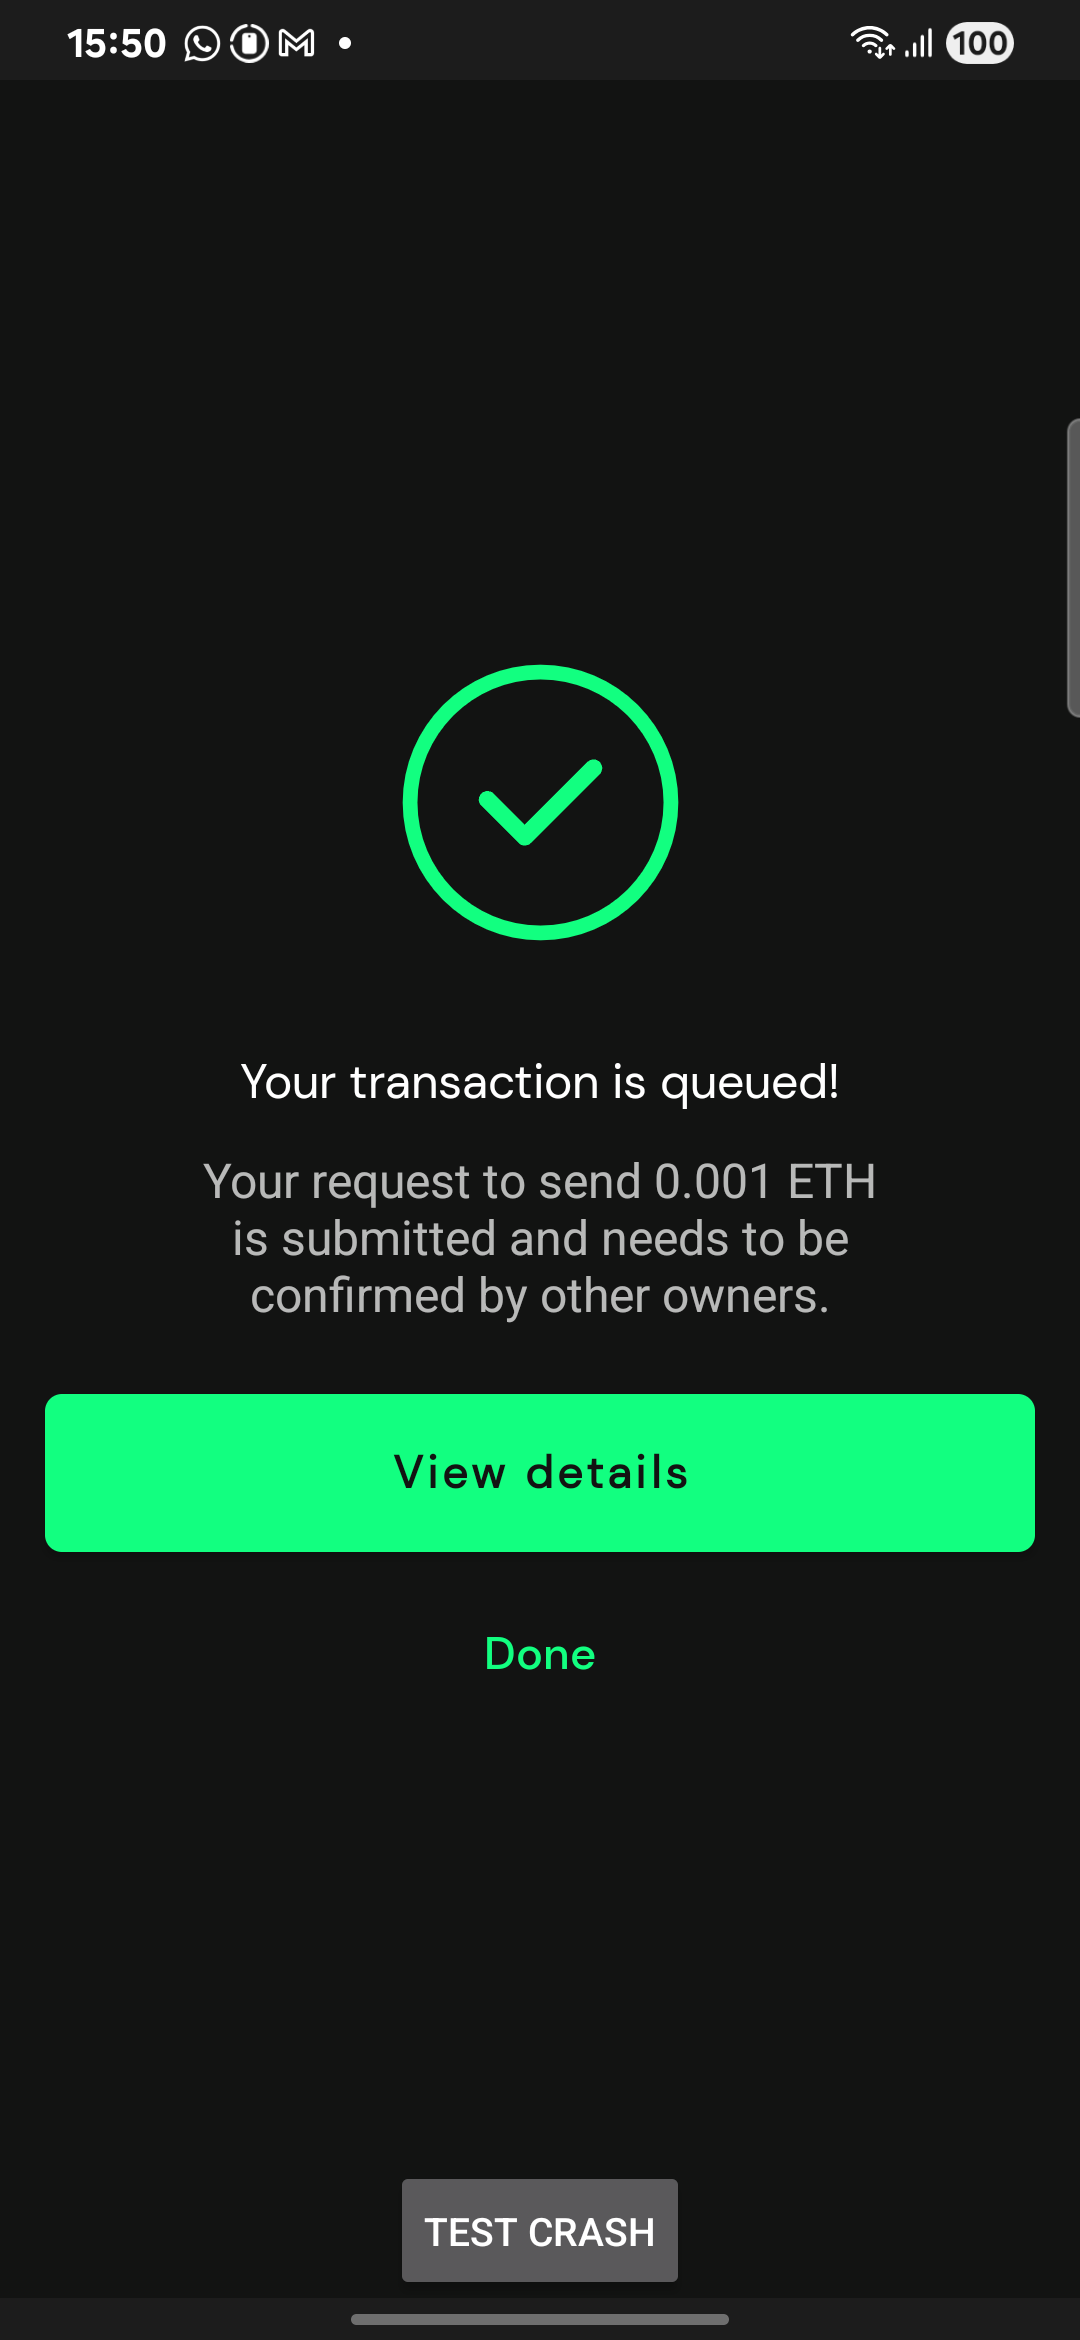 15:50
100
Your transaction is queued!
Your request to send 0.001 ETH
is submitted and needs to be
confirmed by other owners.
View details
Done
TEST CRASH